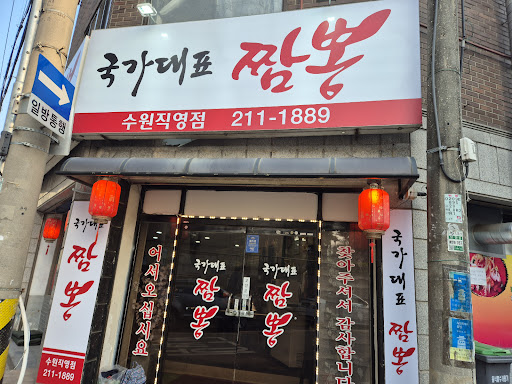 국가대표 짬뽕
수원직영점 211-1889
일방통행
국가대표 짬뽕
수원직영점
211-1889
어서오십시요
국가대표
짬뽕
국가대표
짬뽕
찾아주셔서 감사합니다
국가대표 짬뽕